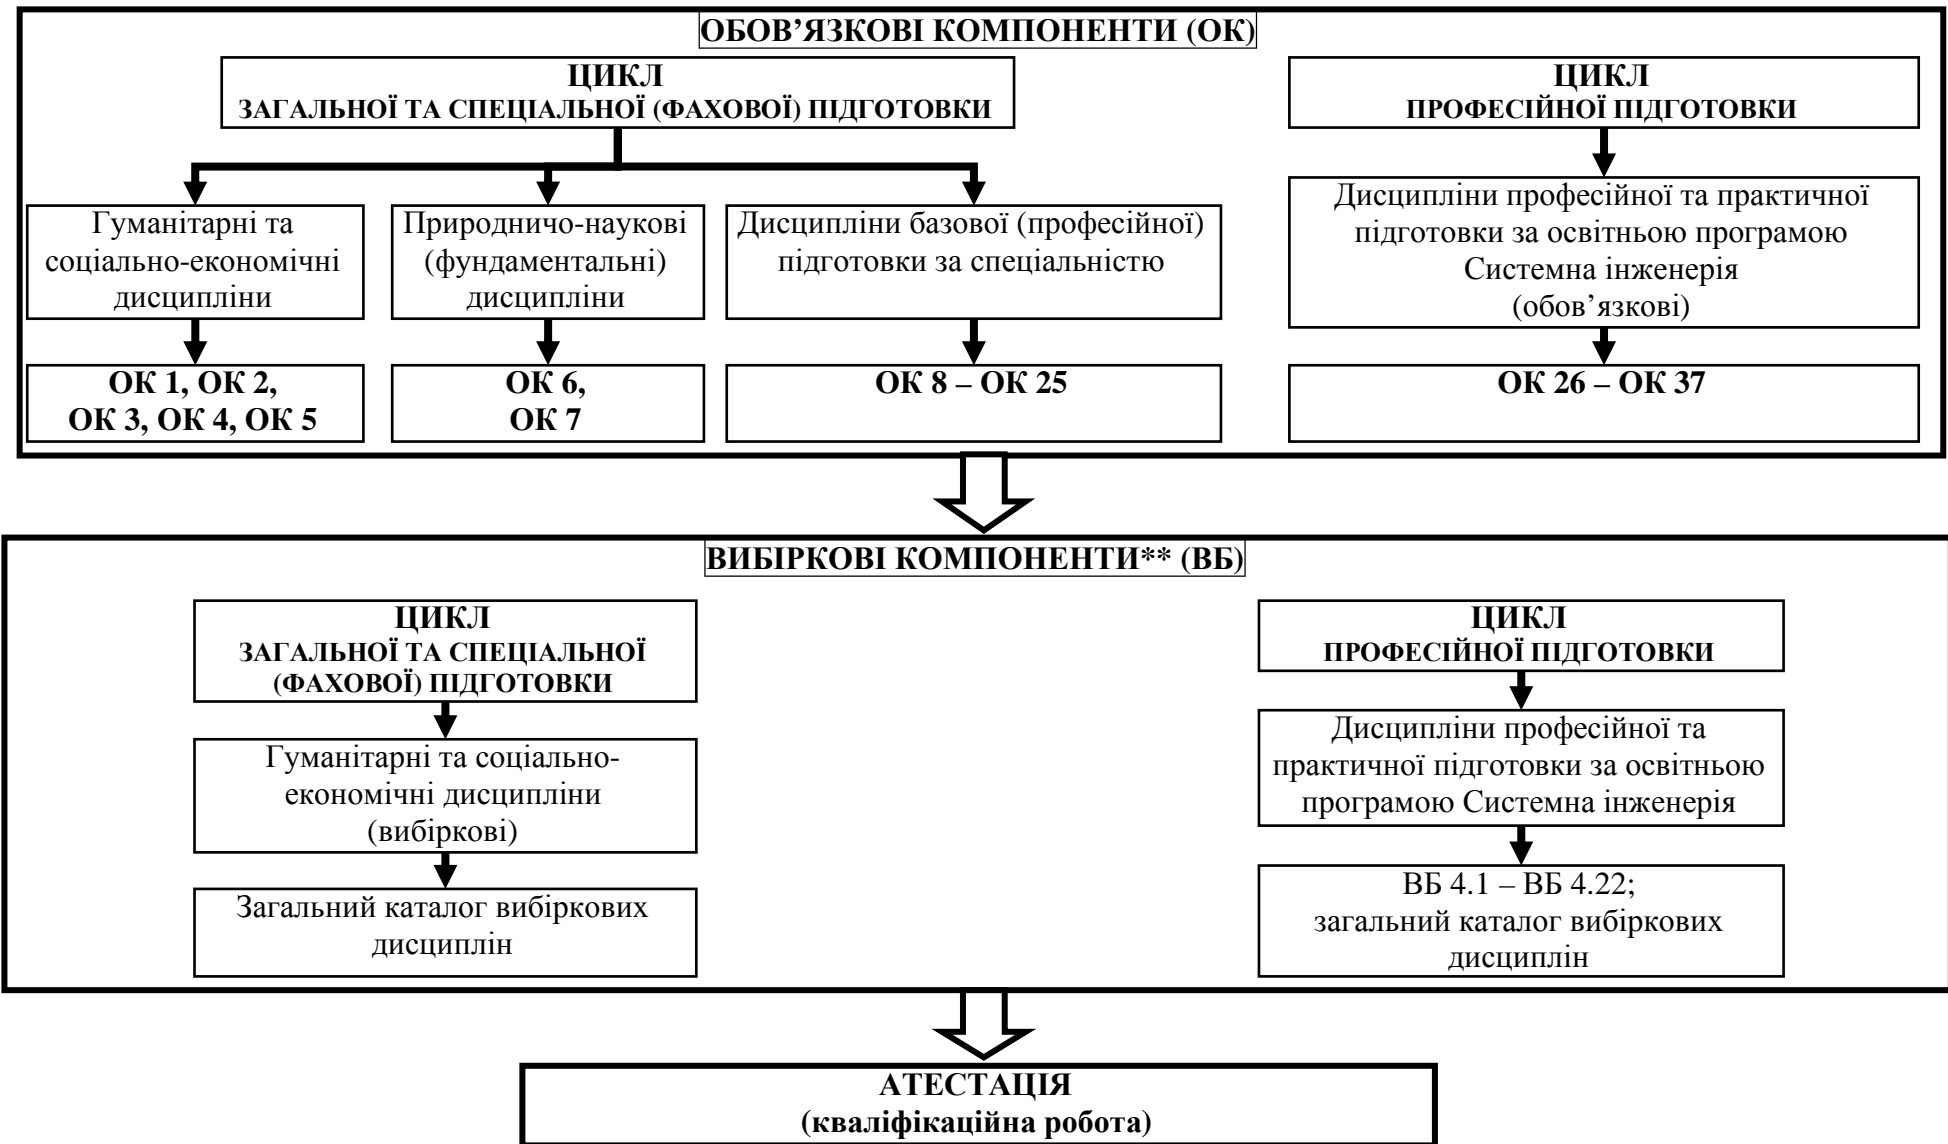 ОБОВ’ЯЗКОВІ КОМПОНЕНТИ (ОК)
ЦИКЛ
ЗАГАЛЬНОЇ ТА СПЕЦІАЛЬНОЇ (ФАХОВОЇ) ПІДГОТОВКИ
ЦИКЛ
ПРОФЕСІЙНОЇ ПІДГОТОВКИ
Гуманітарні та
соціально-економічні
дисципліни
Природничо-наукові
(фундаментальні)
дисципліни
Дисципліни базової (професійної)
підготовки за спеціальністю
Дисципліни професійної та практичної
підготовки за освітньою програмою
Системна інженерія
(обов’язкові)
ОК 1, ОК 2,
ОК 3, ОК 4, ОК 5
ОК 6,
ОК 7
ОК 8 – ОК 25
ОК 26 – ОК 37
ВИБІРКОВІ КОМПОНЕНТИ** (ВБ)
ЦИКЛ
ЗАГАЛЬНОЇ ТА СПЕЦІАЛЬНОЇ
(ФАХОВОЇ) ПІДГОТОВКИ
Гуманітарні та соціально-
економічні дисципліни
(вибіркові)
Загальний каталог вибіркових
дисциплін
ЦИКЛ
ПРОФЕСІЙНОЇ ПІДГОТОВКИ
Дисципліни професійної та
практичної підготовки за освітньою
програмою Системна інженерія
ВБ 4.1 – ВБ 4.22;
загальний каталог вибіркових
дисциплін
АТЕСТАЦІЯ
(кваліфікаційна робота)